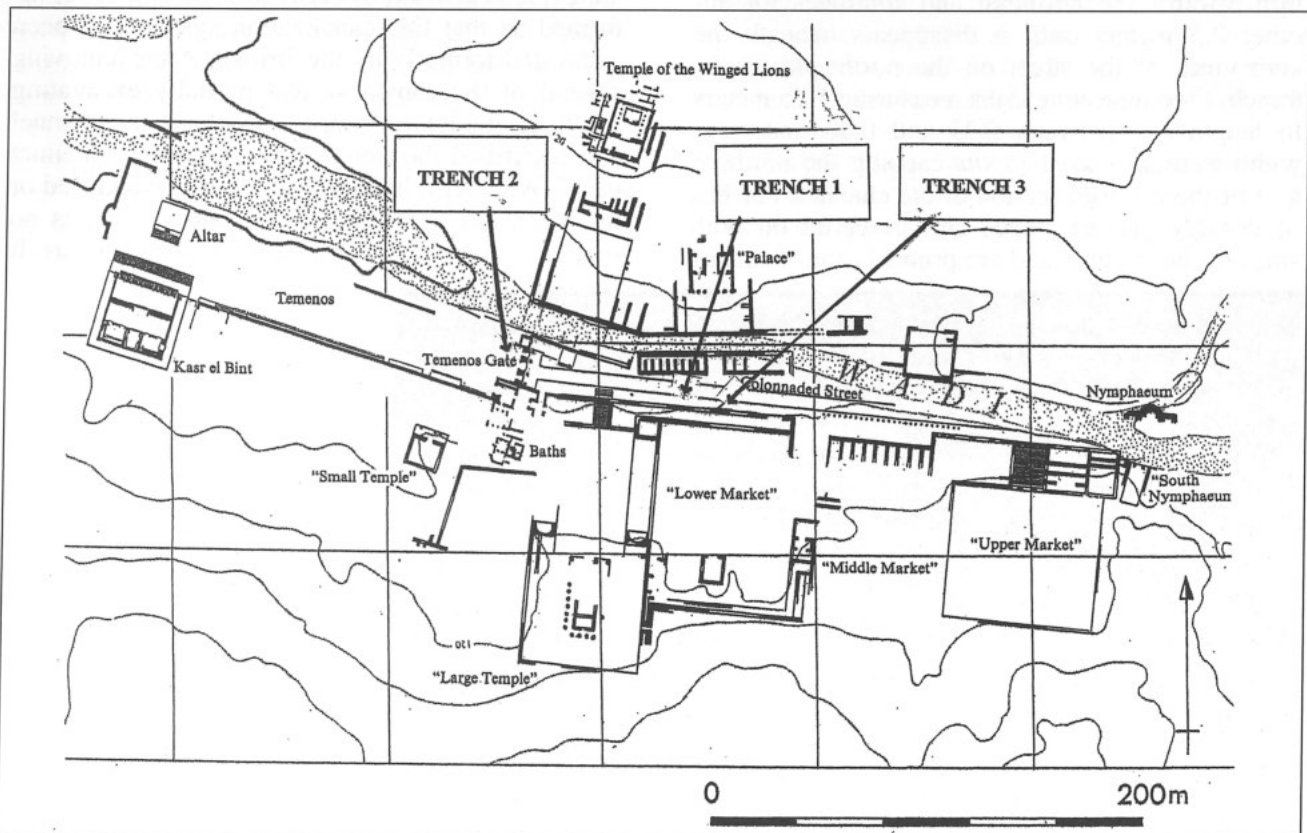 Temple of the Winged Lions
TRENCH 2
TRENCH 1
TRENCH 3
Altar
"Palace"
Temenos
Kasr el Bint
Temenos Gate
WADI
Colonnaded Street
Nymphaeum
Baths
"Small Temple"
"Lower Market"
"South
Nymphaeun
"Upper Market"
"Middle Market"
120
"Large Temple"
0
200m